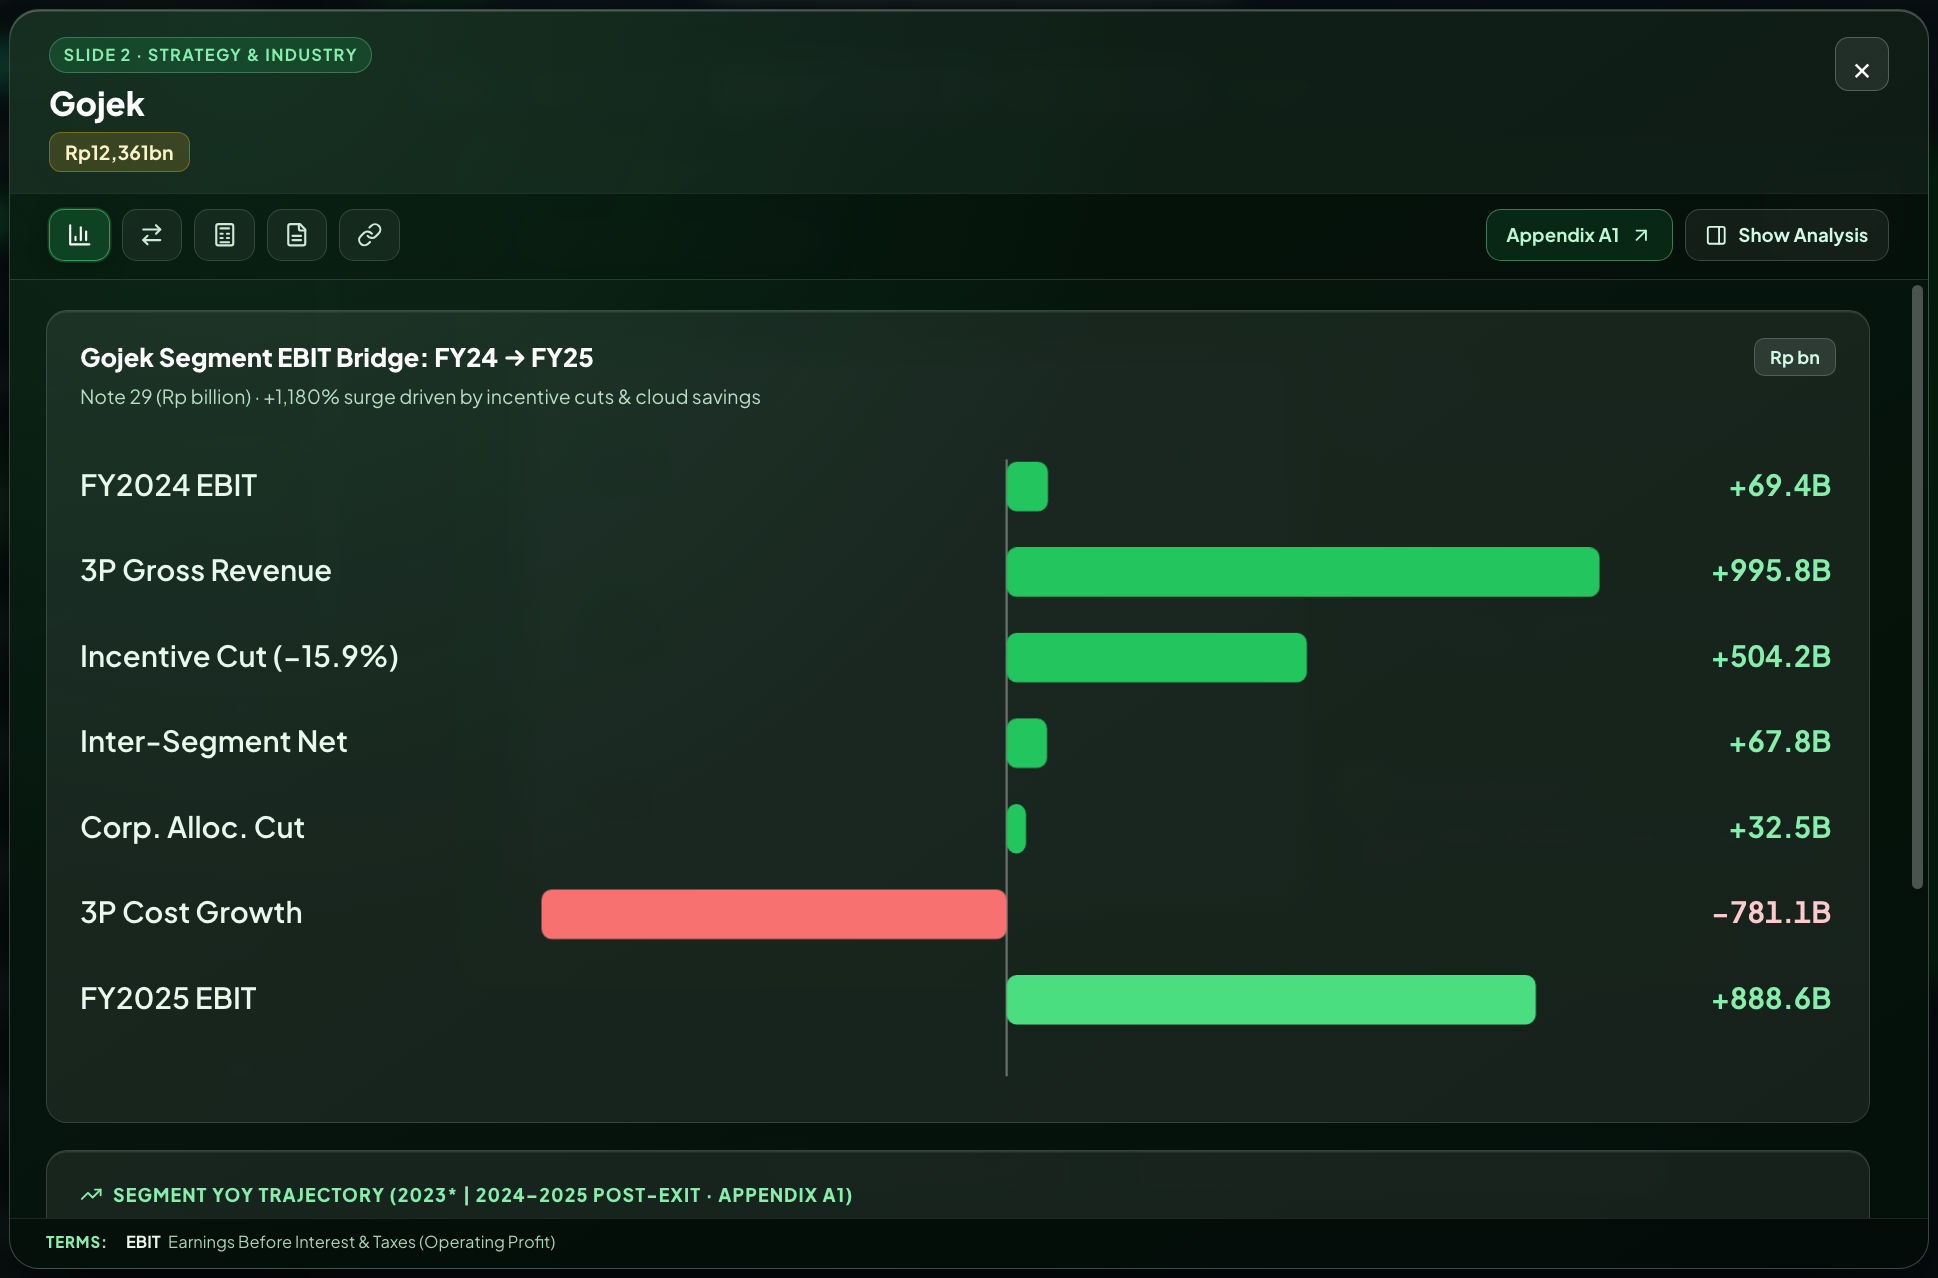 SLIDE 2 · STRATEGY & INDUSTRY
Gojek
Rp12,361bn
Appendix A1
Show Analysis
Gojek Segment EBIT Bridge: FY24 → FY25
Rp bn
Note 29 (Rp billion) · +1,180% surge driven by incentive cuts & cloud savings
FY2024 EBIT +69.4B
3P Gross Revenue +995.8B
Incentive Cut (−15.9%) +504.2B
Inter-Segment Net +67.8B
Corp. Alloc. Cut +32.5B
3P Cost Growth −781.1B
FY2025 EBIT +888.6B
SEGMENT YOY TRAJECTORY (2023* | 2024–2025 POST-EXIT · APPENDIX A1)
TERMS: EBIT Earnings Before Interest & Taxes (Operating Profit)